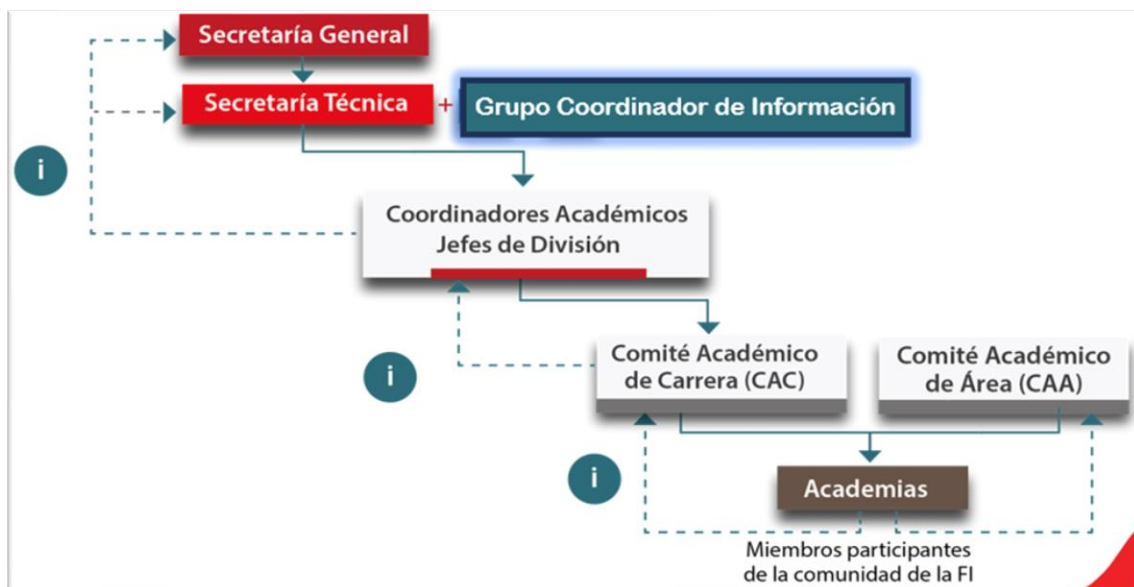 Secretaría General
Secretaría Técnica
+
Grupo Coordinador de Información
i
Coordinadores Académicos
Jefes de División
i
Comité Académico
de Carrera (CAC)
Comité Académico
de Área (CAA)
i
Academias
Miembros participantes
de la comunidad de la FI